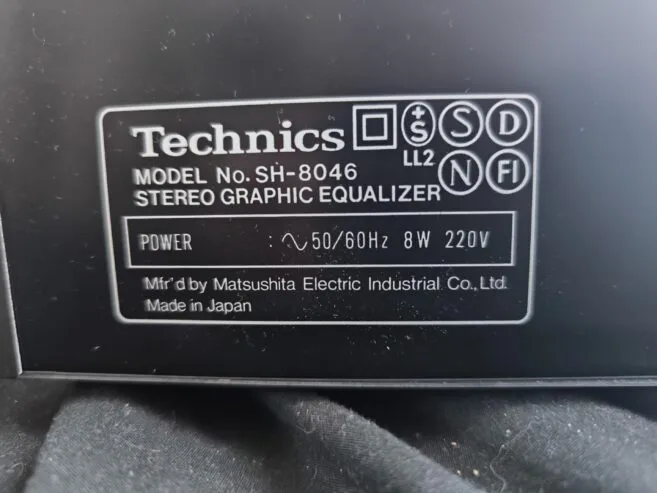 Technics +S S D
LL2 N FI
MODEL No. SH-8046
STEREO GRAPHIC EQUALIZER
POWER : ∿ 50/60Hz 8W 220V
Mfr'd by Matsushita Electric Industrial Co., Ltd.
Made in Japan